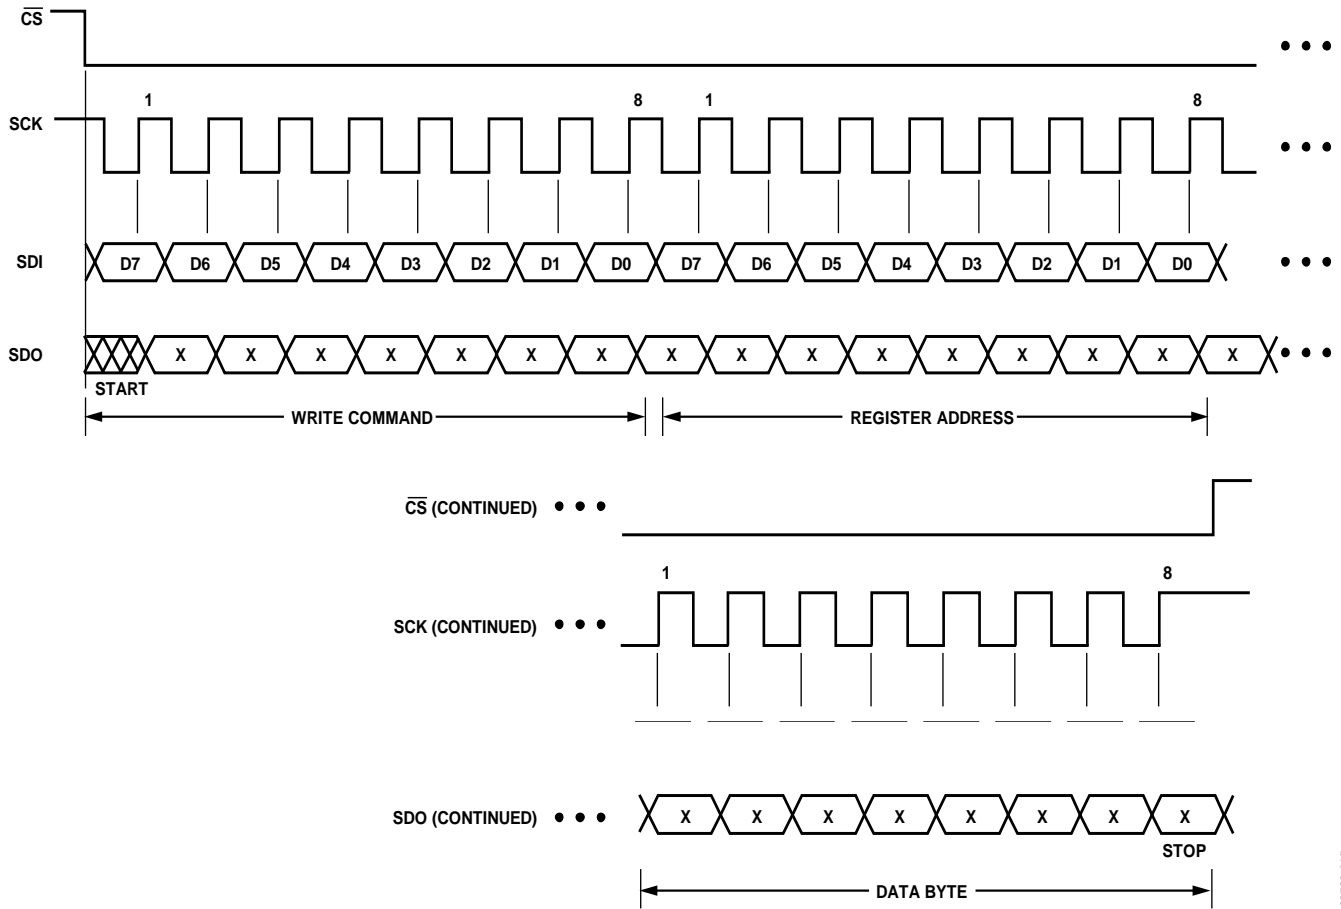 CS
1 8 1 8
SCK
SDI D7 D6 D5 D4 D3 D2 D1 D0 D7 D6 D5 D4 D3 D2 D1 D0
SDO X X X X X X X X X X X X X X X X
START
WRITE COMMAND REGISTER ADDRESS
CS (CONTINUED)
1 8
SCK (CONTINUED)
SDO (CONTINUED) X X X X X X X X
STOP
DATA BYTE